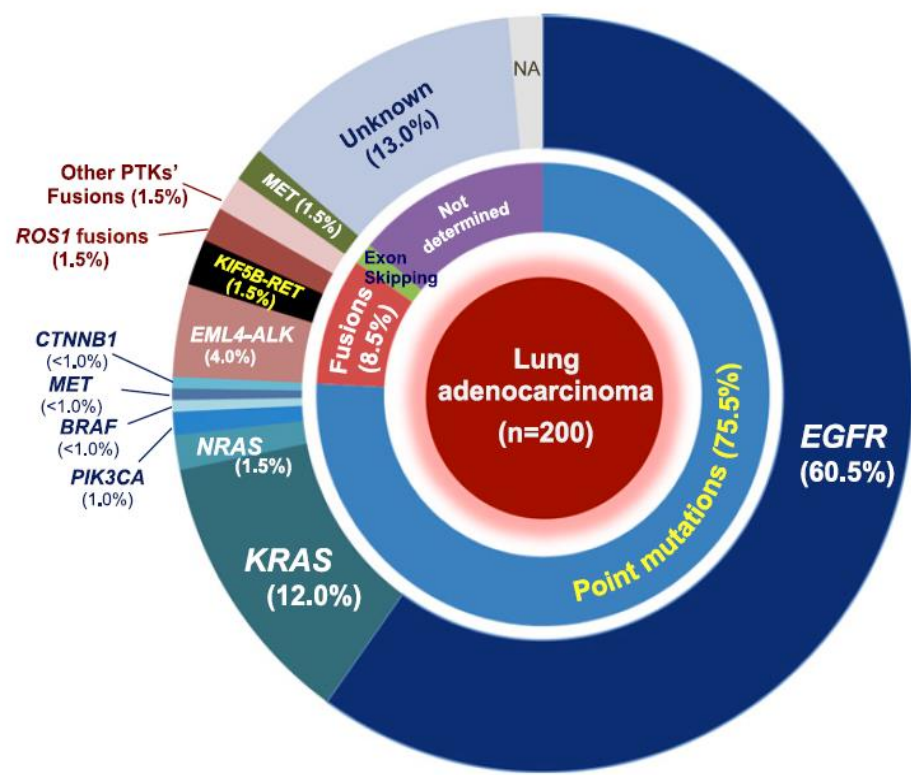 NA
Unknown
(13.0%)
Other PTKs'
Fusions (1.5%)
MET (1.5%)
ROS1 fusions
(1.5%)
KIF5B-RET
(1.5%)
EML4-ALK
(4.0%)
CTNNB1
(<1.0%)
MET
(<1.0%)
BRAF
(<1.0%)
PIK3CA
(1.0%)
NRAS
(1.5%)
KRAS
(12.0%)
EGFR
(60.5%)
Not
determined
Exon
Skipping
Fusions
(8.5%)
Point mutations (75.5%)
Lung
adenocarcinoma
(n=200)